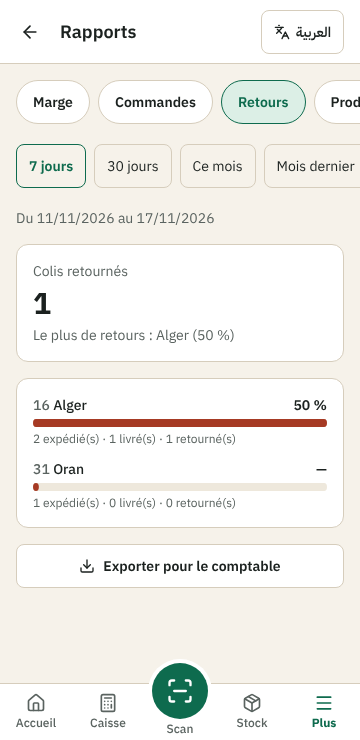 Rapports
العربية
Marge
Commandes
Retours
Prod
7 jours
30 jours
Ce mois
Mois dernier
Du 11/11/2026 au 17/11/2026
Colis retournés
1
Le plus de retours : Alger (50 %)
16 Alger
50 %
2 expédié(s) · 1 livré(s) · 1 retourné(s)
31 Oran
–
1 expédié(s) · 0 livré(s) · 0 retourné(s)
Exporter pour le comptable
Accueil
Caisse
Scan
Stock
Plus